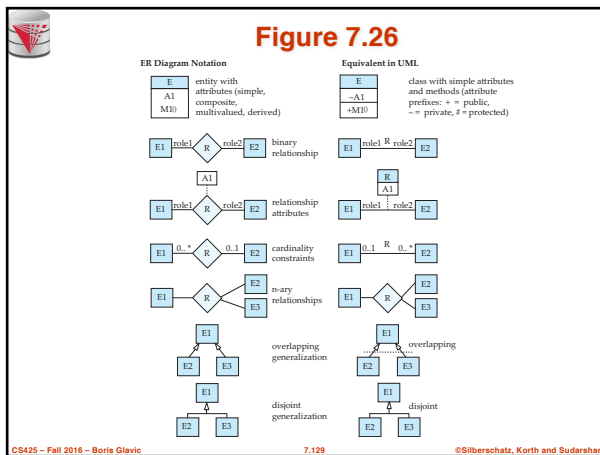 Figure 7.26
ER Diagram Notation
Equivalent in UML
E
A1
M1()
entity with
attributes (simple,
composite,
multivalued, derived)
E
–A1
+M1()
class with simple attributes
and methods (attribute
prefixes: + = public,
– = private, # = protected)
E1 role1 R role2 E2
binary
relationship
E1 role1 R role2 E2
A1
E1 role1 R role2 E2
relationship
attributes
R
A1
E1 role1 role2 E2
E1 0.. * R 0..1 E2
cardinality
constraints
E1 0..1 R 0.. * E2
E1 R E2
E3
n-ary
relationships
E1 R E2
E3
E1
E2 E3
overlapping
generalization
E1
overlapping
E2 E3
E1
E2 E3
disjoint
generalization
E1
disjoint
E2 E3
CS425 – Fall 2016 – Boris Glavic 7.129 ©Silberschatz, Korth and Sudarshan